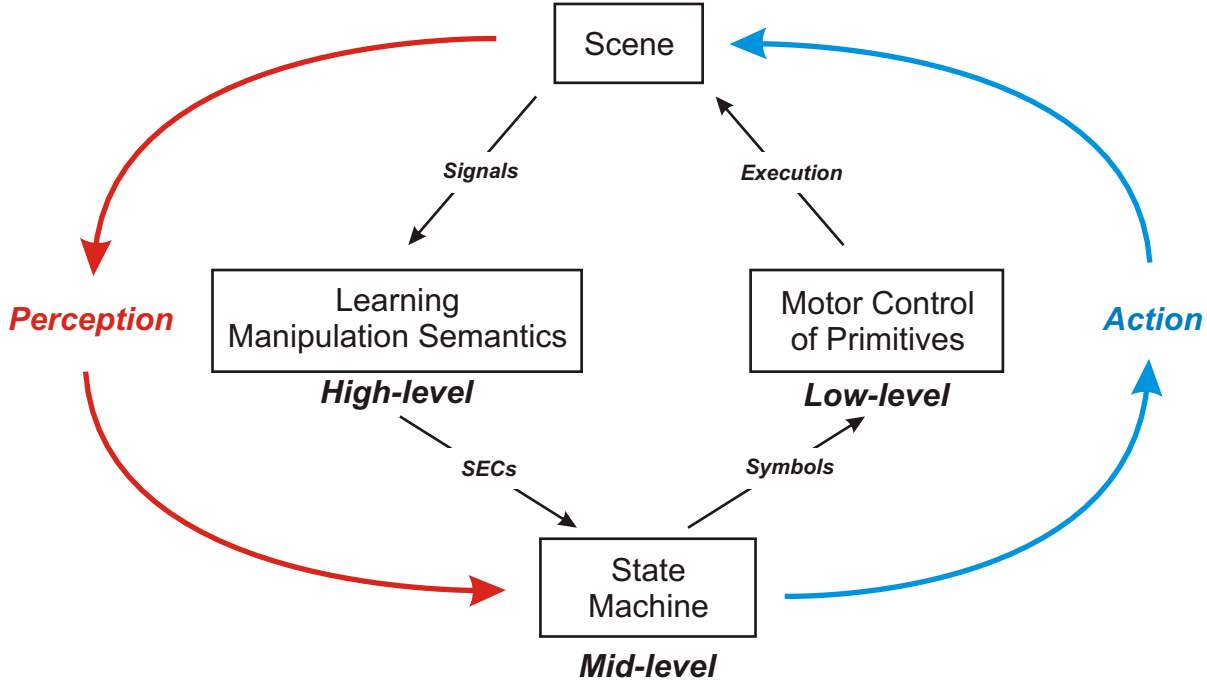 Scene
Signals
Execution
Learning
Manipulation Semantics
High-level
Motor Control
of Primitives
Low-level
Perception
Action
SECs
Symbols
State
Machine
Mid-level